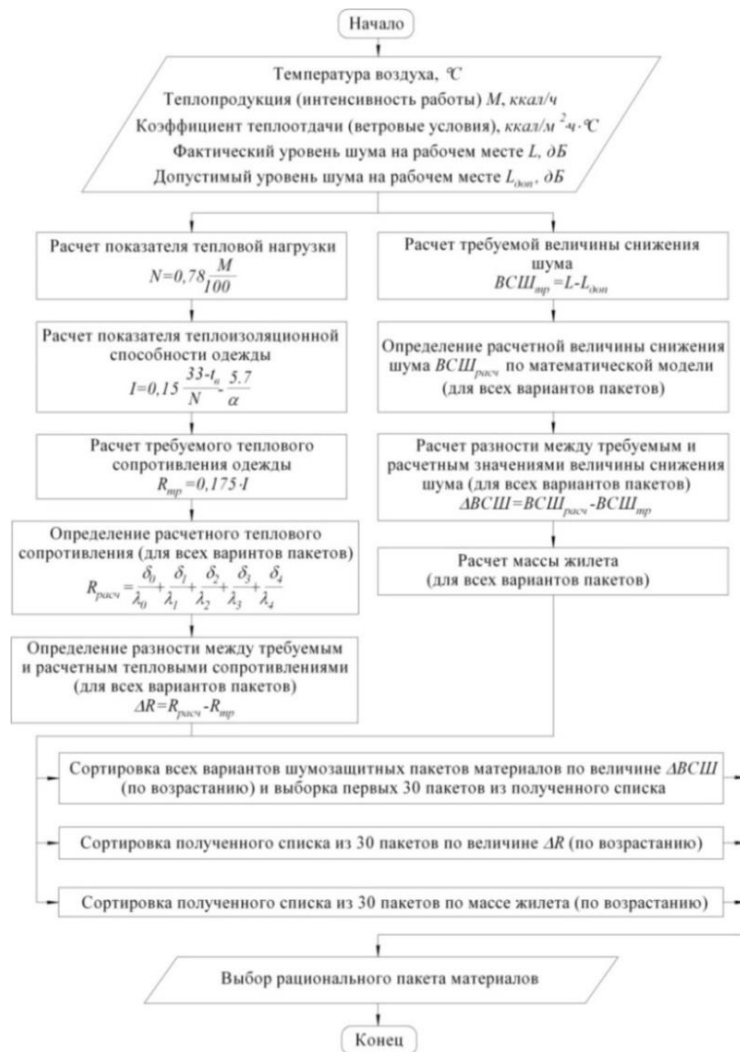 Начало
Температура воздуха, °C
Теплопродукция (интенсивность работы) M, ккал/ч
Коэффициент теплоотдачи (ветровые условия), ккал/м²·ч·°C
Фактический уровень шума на рабочем месте L, дБ
Допустимый уровень шума на рабочем месте Lдоп, дБ
Расчет показателя тепловой нагрузки
N=0,78 M/100
Расчет показателя теплоизоляционной
способности одежды
I=0,15 (33-tв)/N - 5.7/α
Расчет требуемого теплового
сопротивления одежды
Rтр=0,175·I
Определение расчетного теплового
сопротивления (для всех варинтов пакетов)
Rрасч=δ0/λ0+δ1/λ1+δ2/λ2+δ3/λ3+δ4/λ4
Определение разности между требуемым
и расчетным тепловыми сопротивлениями
(для всех вариантов пакетов)
ΔR=Rрасч-Rтр
Расчет требуемой величины снижения
шума
ВСШтр=L-Lдоп
Определение расчетной величины снижения
шума ВСШрасч по математической модели
(для всех вариантов пакетов)
Расчет разности между требуемым и
расчетным значениями величины снижения
шума (для всех вариантов пакетов)
ΔВСШ=ВСШрасч-ВСШтр
Расчет массы жилета
(для всех вариантов пакетов)
Сортировка всех вариантов шумозащитных пакетов материалов по величине ΔВСШ
(по возрастанию) и выборка первых 30 пакетов из полученного списка
Сортировка полученного списка из 30 пакетов по величине ΔR (по возрастанию)
Сортировка полученного списка из 30 пакетов по массе жилета (по возрастанию)
Выбор рационального пакета материалов
Конец